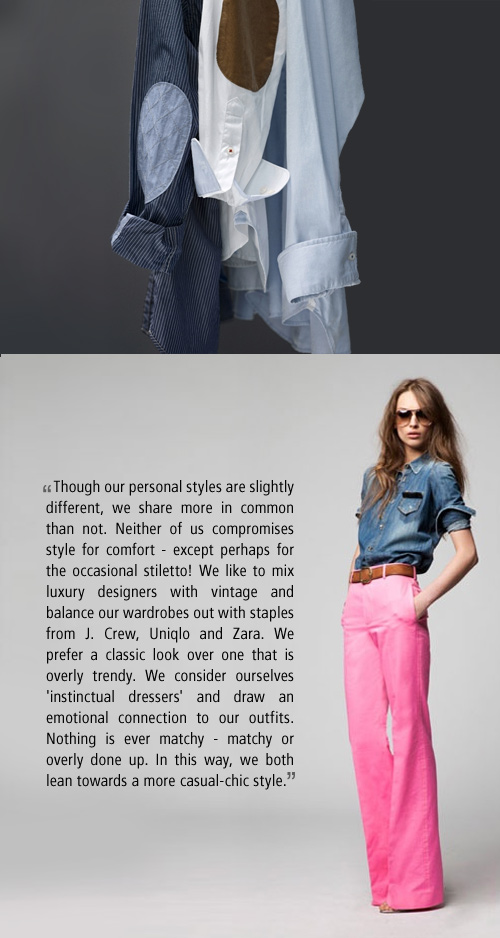 “Though our personal styles are slightly
different, we share more in common
than not. Neither of us compromises
style for comfort - except perhaps for
the occasional stiletto! We like to mix
luxury designers with vintage and
balance our wardrobes out with staples
from J. Crew, Uniqlo and Zara. We
prefer a classic look over one that is
overly trendy. We consider ourselves
'instinctual dressers' and draw an
emotional connection to our outfits.
Nothing is ever matchy - matchy or
overly done up. In this way, we both
lean towards a more casual-chic style.”